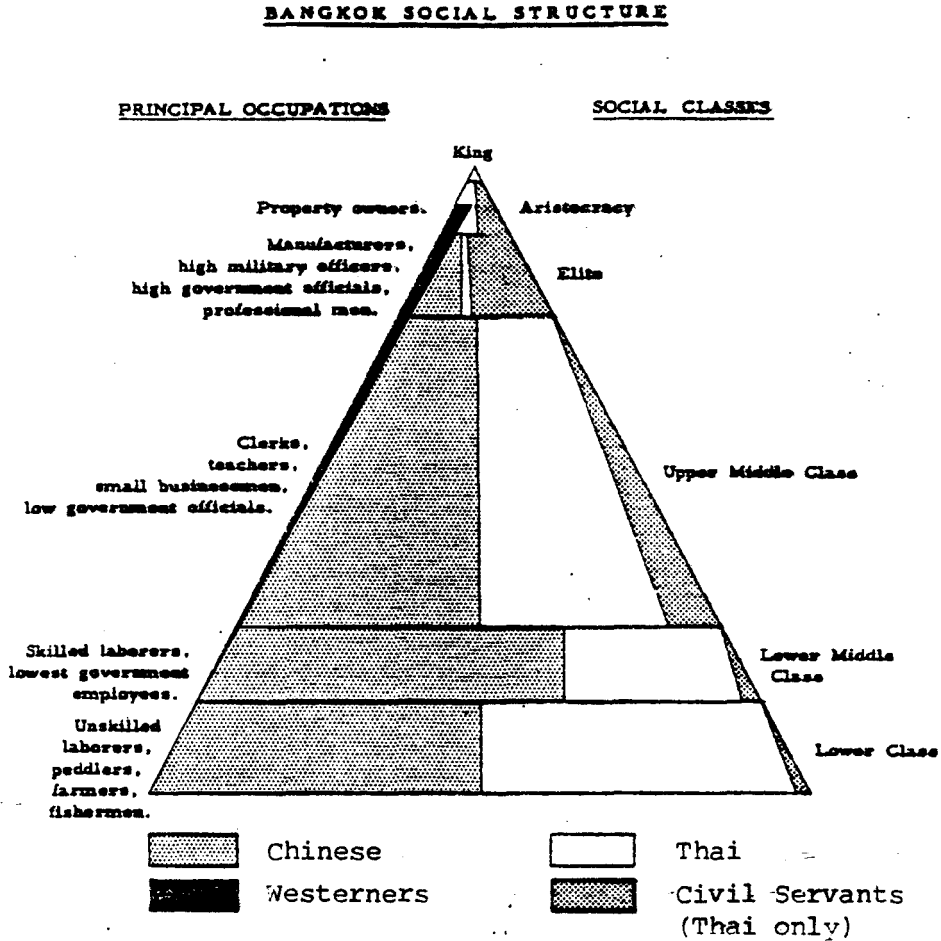 BANGKOK SOCIAL STRUCTURE
PRINCIPAL OCCUPATIONS
SOCIAL CLASSES
King
Property owners.
Aristocracy
Manufacturers,
high military officers,
high government officials,
professional men.
Elite
Clerks,
teachers,
small businessmen,
low government officials.
Upper Middle Class
Skilled laborers,
lowest government
employees.
Lower Middle
Class
Unskilled
laborers,
peddlers,
farmers,
fishermen.
Lower Class
Chinese
Thai
Westerners
Civil Servants
(Thai only)